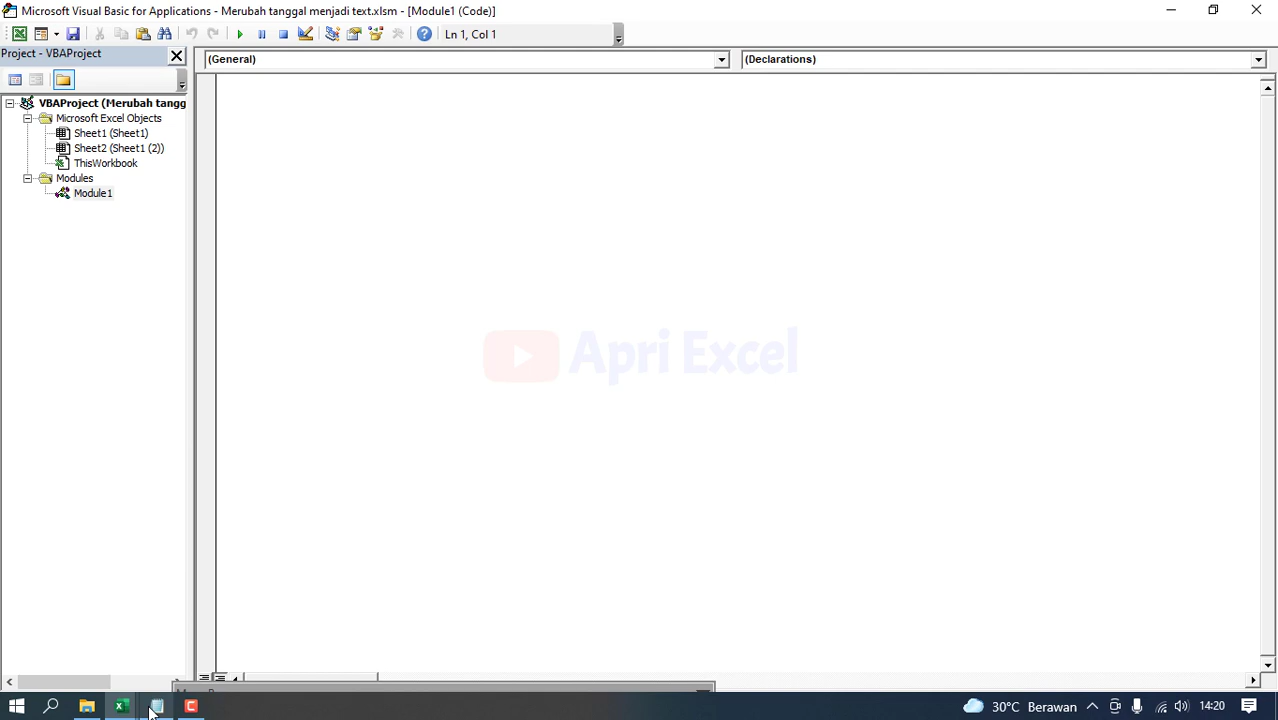 Microsoft Visual Basic for Applications - Merubah tanggal menjadi text.xlsm - [Module1 (Code)]
Ln 1, Col 1
Project - VBAProject
(General)
(Declarations)
VBAProject (Merubah tangg
Microsoft Excel Objects
Sheet1 (Sheet1)
Sheet2 (Sheet1 (2))
ThisWorkbook
Modules
Module1
Apri Excel
30°C Berawan
14:20